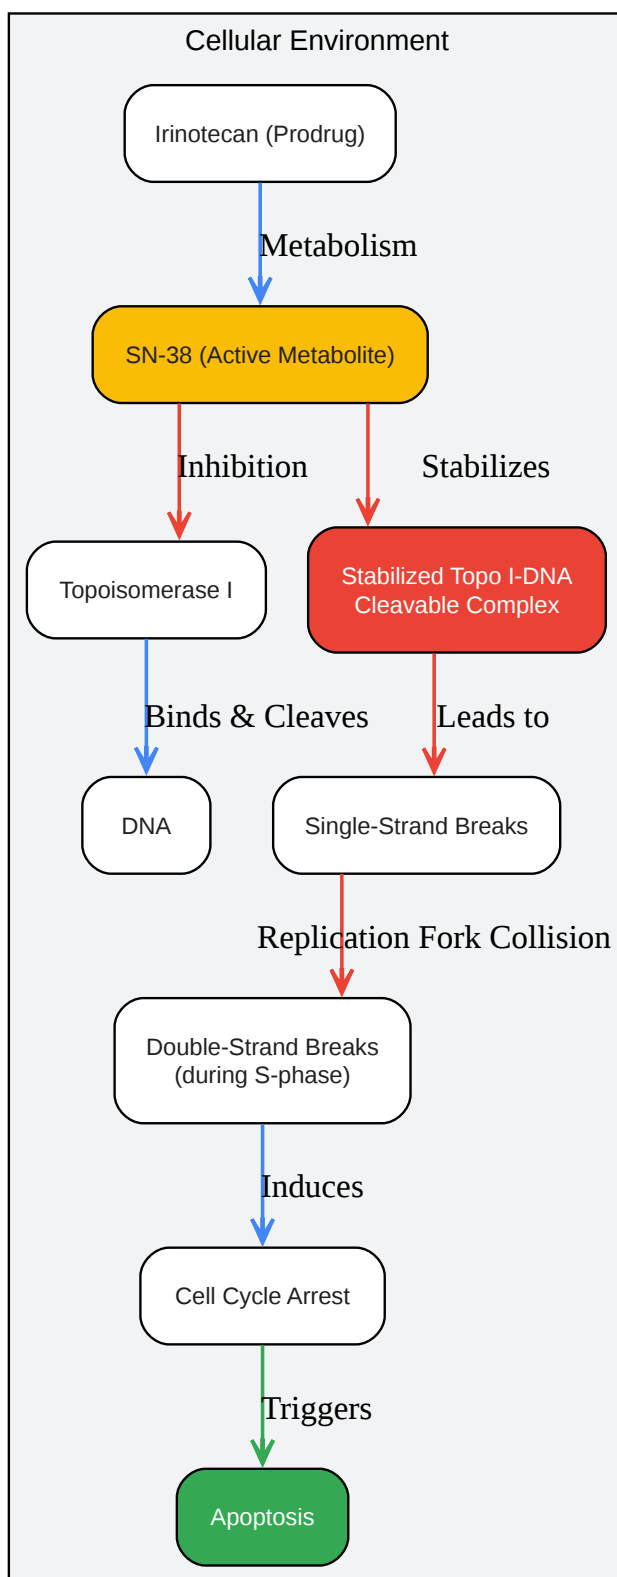 Cellular Environment
Irinotecan (Prodrug)
Metabolism
SN-38 (Active Metabolite)
Inhibition
Stabilizes
Topoisomerase I
Stabilized Topo I-DNA
Cleavable Complex
Binds & Cleaves
Leads to
DNA
Single-Strand Breaks
Replication Fork Collision
Double-Strand Breaks
(during S-phase)
Induces
Cell Cycle Arrest
Triggers
Apoptosis